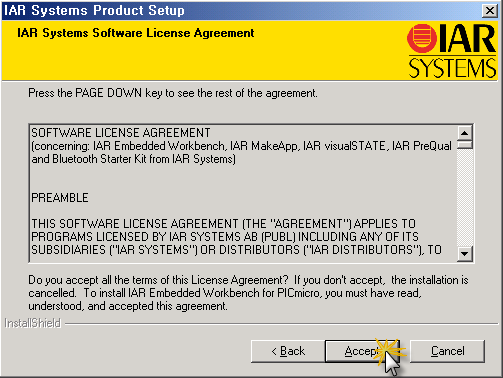 IAR Systems Product Setup
IAR Systems Software License Agreement
IAR
SYSTEMS
Press the PAGE DOWN key to see the rest of the agreement.
SOFTWARE LICENSE AGREEMENT
(concerning: IAR Embedded Workbench, IAR MakeApp, IAR visualSTATE, IAR PreQual
and Bluetooth Starter Kit from IAR Systems)
PREAMBLE
THIS SOFTWARE LICENSE AGREEMENT (THE "AGREEMENT") APPLIES TO
PROGRAMS LICENSED BY IAR SYSTEMS AB (PUBL) INCLUDING ANY OF ITS
SUBSIDIARIES ("IAR SYSTEMS") OR DISTRIBUTORS ("IAR DISTRIBUTORS"), TO
Do you accept all the terms of this License Agreement? If you don't accept, the installation is
cancelled. To install IAR Embedded Workbench for PICmicro, you must have read,
understood, and accepted this agreement.
InstallShield
< Back
Accept
Cancel